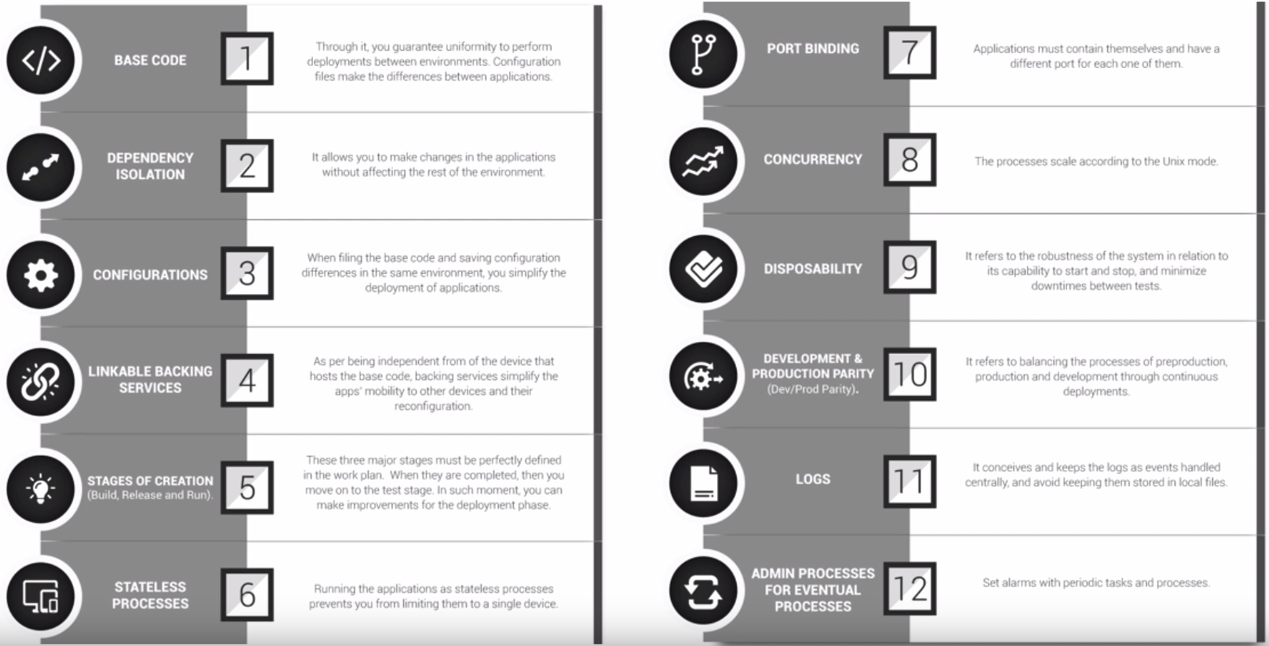 BASE CODE
1
Through it, you guarantee uniformity to perform
deployments between environments. Configuration
files make the differences between applications.
DEPENDENCY
ISOLATION
2
It allows you to make changes in the applications
without affecting the rest of the environment.
CONFIGURATIONS
3
When filing the base code and saving configuration
differences in the same environment, you simplify the
deployment of applications.
LINKABLE BACKING
SERVICES
4
As per being independent from of the device that
hosts the base code, backing services simplify the
apps' mobility to other devices and their
reconfiguration.
STAGES OF CREATION
(Build, Release and Run).
5
These three major stages must be perfectly defined
in the work plan. When they are completed, then you
move on to the test stage. In such moment, you can
make improvements for the deployment phase.
STATELESS
PROCESSES
6
Running the applications as stateless processes
prevents you from limiting them to a single device.
PORT BINDING
7
Applications must contain themselves and have a
different port for each one of them.
CONCURRENCY
8
The processes scale according to the Unix mode.
DISPOSABILITY
9
It refers to the robustness of the system in relation to
its capability to start and stop, and minimize
downtimes between tests.
DEVELOPMENT &
PRODUCTION PARITY
(Dev/Prod Parity).
10
It refers to balancing the processes of preproduction,
production and development through continuous
deployments.
LOGS
11
It conceives and keeps the logs as events handled
centrally, and avoid keeping them stored in local files.
ADMIN PROCESSES
FOR EVENTUAL
PROCESSES
12
Set alarms with periodic tasks and processes.